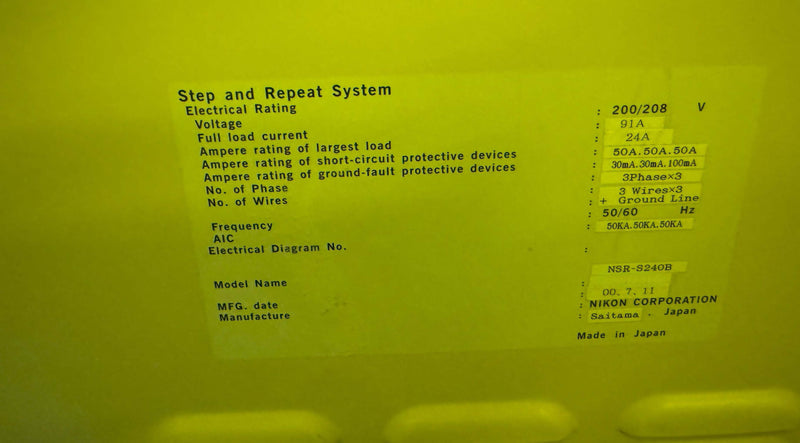 Step and Repeat System
Electrical Rating
Voltage : 200/208 V
Full load current : 91A
Ampere rating of largest load : 24A
Ampere rating of short-circuit protective devices : 50A.50A.50A
Ampere rating of ground-fault protective devices : 30mA.30mA.100mA
No. of Phase : 3Phase×3
No. of Wires : 3 Wires×3
+ Ground Line
Frequency : 50/60 Hz
AIC : 50KA.50KA.50KA
Electrical Diagram No. :
Model Name : NSR-S240B
MFG. date : 00. 7. 11
Manufacture : NIKON CORPORATION
: Saitama . Japan
Made in Japan